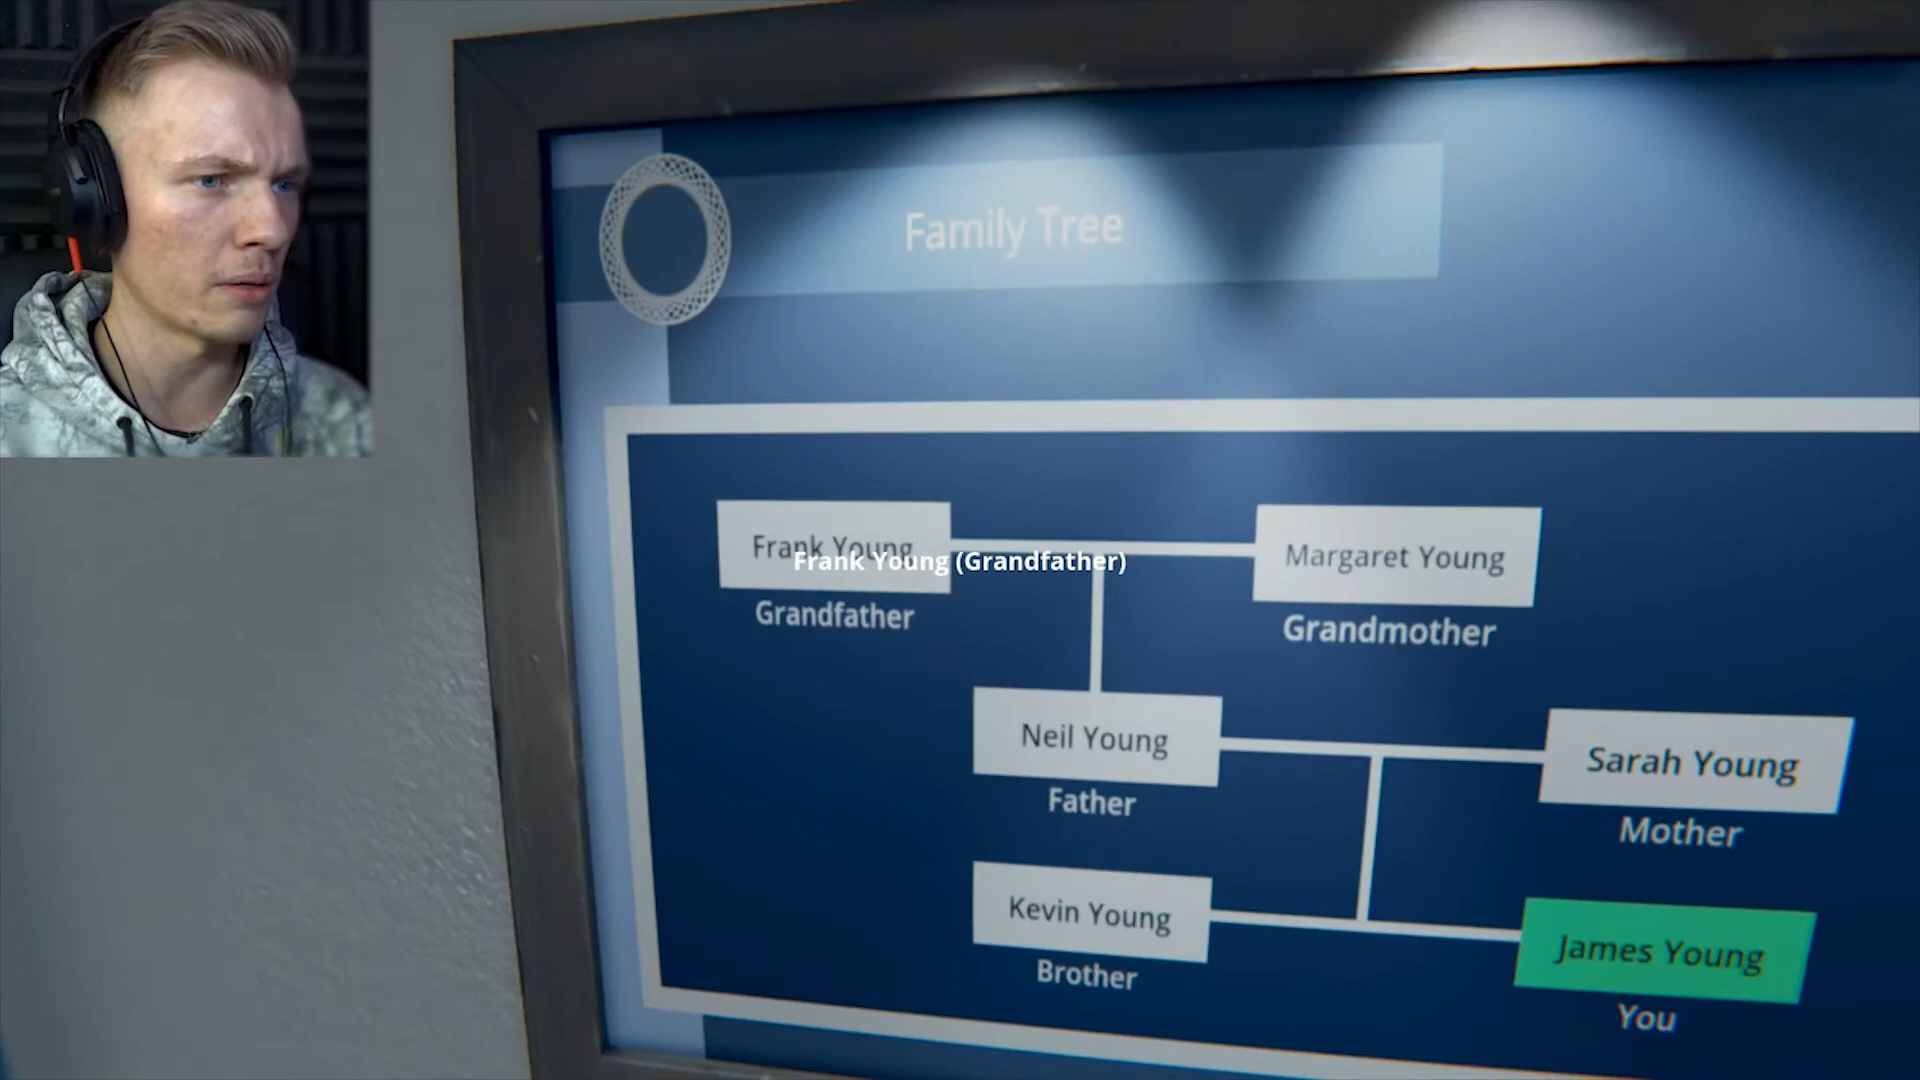 Family Tree
Frank Young
Frank Young (Grandfather)
Margaret Young
Grandfather
Grandmother
Neil Young
Sarah Young
Father
Mother
Kevin Young
James Young
Brother
You